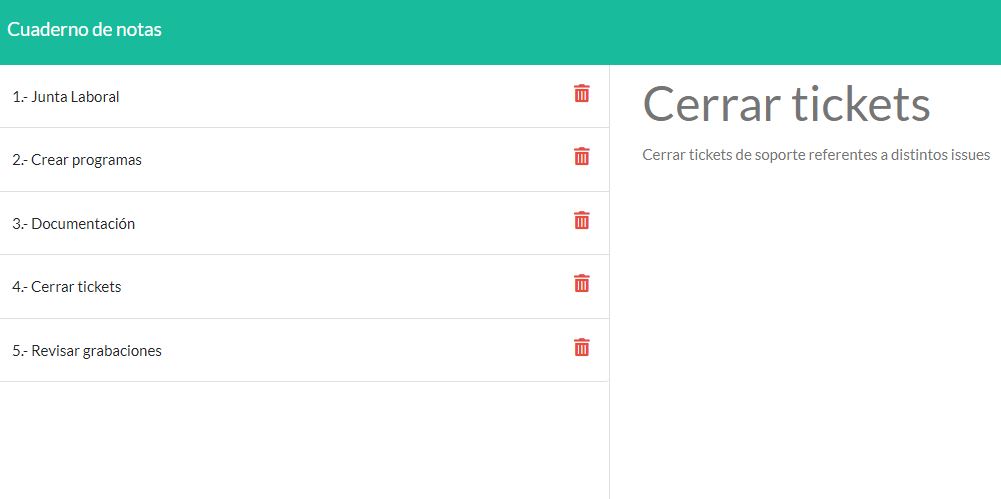 Cuaderno de notas
1.- Junta Laboral
2.- Crear programas
3.- Documentación
4.- Cerrar tickets
5.- Revisar grabaciones
Cerrar tickets
Cerrar tickets de soporte referentes a distintos issues